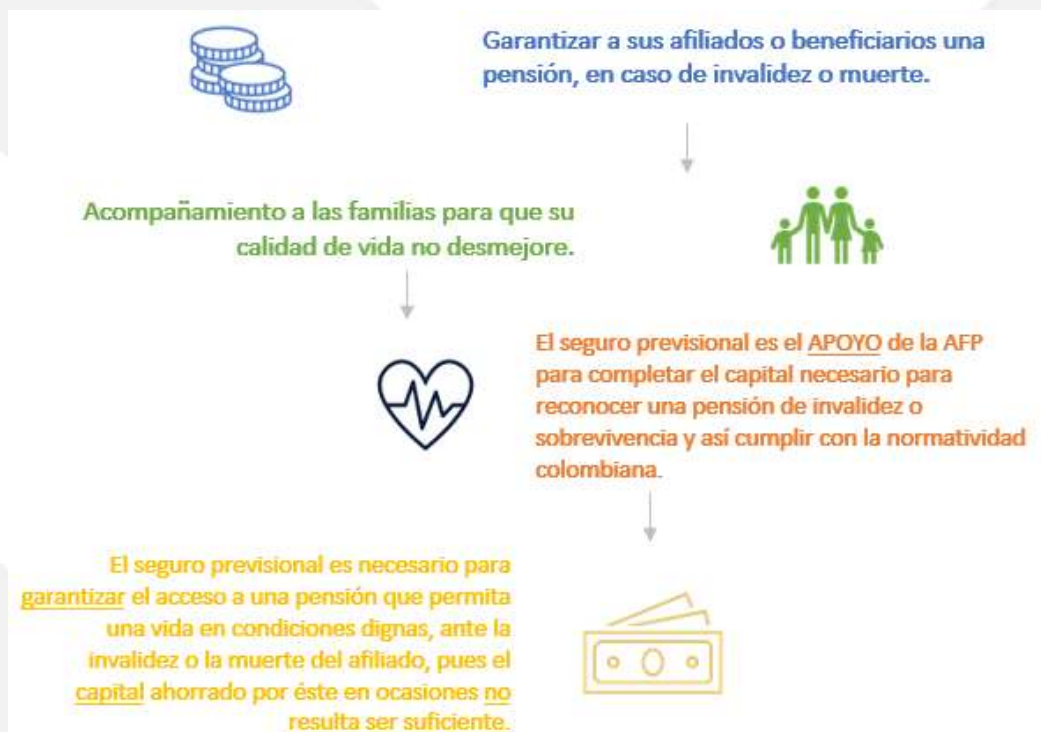 Garantizar a sus afiliados o beneficiarios una
pensión, en caso de invalidez o muerte.
Acompañamiento a las familias para que su
calidad de vida no desmejore.
El seguro previsional es el APOYO de la AFP
para completar el capital necesario para
reconocer una pensión de invalidez o
sobrevivencia y así cumplir con la normatividad
colombiana.
El seguro previsional es necesario para
garantizar el acceso a una pensión que permita
una vida en condiciones dignas, ante la
invalidez o la muerte del afiliado, pues el
capital ahorrado por éste en ocasiones no
resulta ser suficiente.